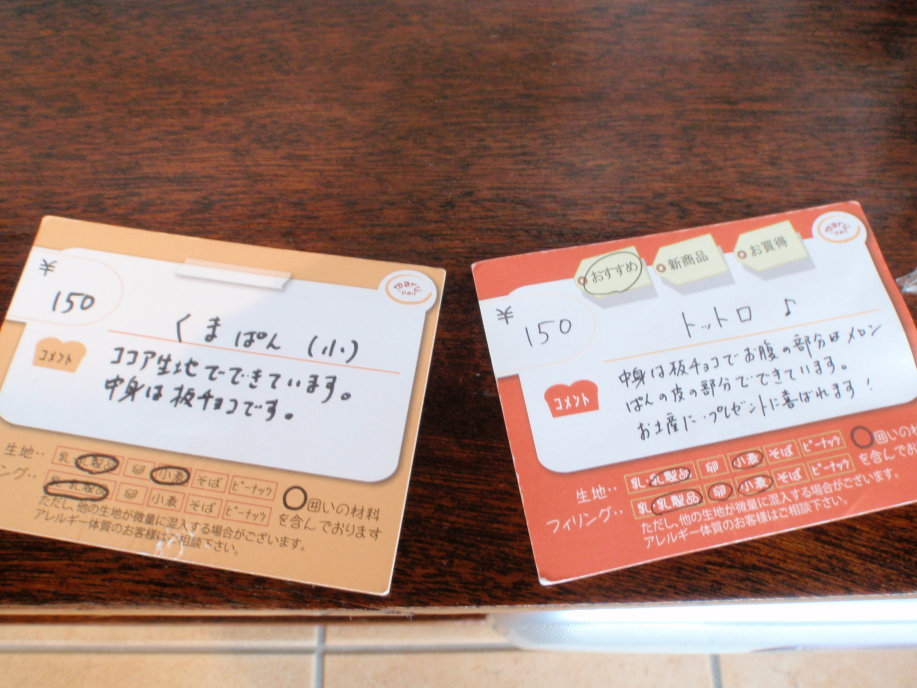 ¥
150
くまぱん (小)
コメント
ココア生地でできています。
中身は板チョコです。
生地‥ 乳・乳製品 卵 小麦 そば ピーナッツ
リング‥ 乳・乳製品 卵 小麦 そば ピーナッツ
○囲いの材料
を含んでおります
ただし、他の生地が微量に混入する場合がございます。
アレルギー体質のお客様はご相談下さい。
おすすめ
新商品
お買得
¥
150
トットロ ♪
コメント
中身は板チョコでお腹の部分はメロン
ぱんの皮の部分でできています。
お土産に‥プレゼントに喜ばれます!
生地‥ 乳・乳製品 卵 小麦 そば ピーナッツ
フィリング‥ 乳・乳製品 卵 小麦 そば ピーナッツ
○囲いの材
を含んでお
ただし、他の生地が微量に混入する場合がございます。
アレルギー体質のお客様はご相談下さい。